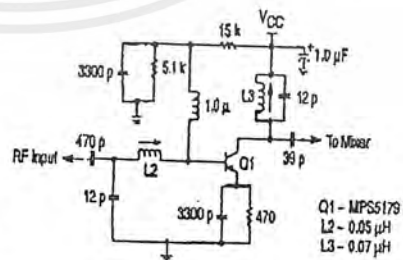 15 k
VCC
1.0 µF
3300 p
5.1 k
1.0 µ
L3
12 p
470 p
RF Input
L2
Q1
39 p
To Mixer
12 p
3300 p
470
Q1 – MPS5179
L2 – 0.05 µH
L3 – 0.07 µH